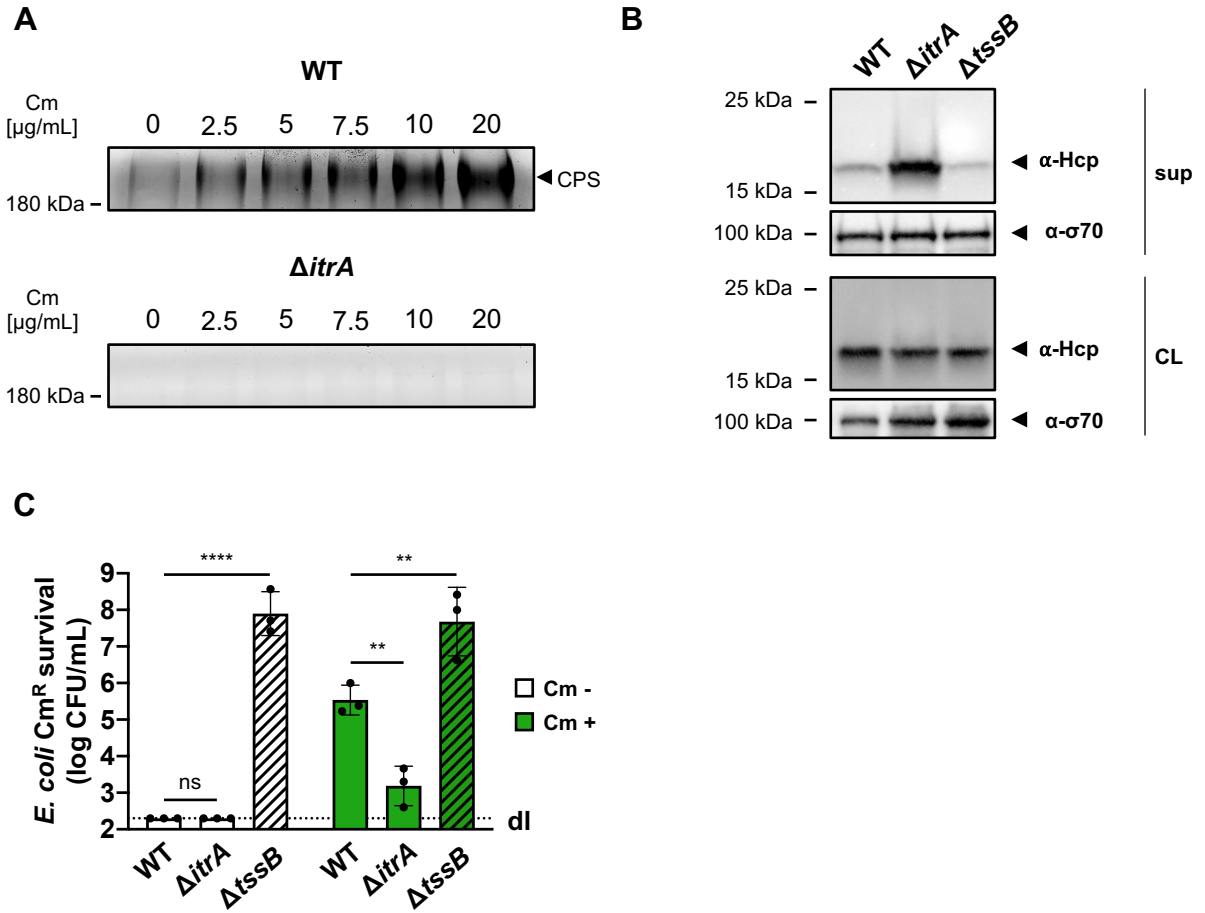 A
WT
Cm
[µg/mL]
0 2.5 5 7.5 10 20
CPS
180 kDa
ΔitrA
Cm
[µg/mL]
0 2.5 5 7.5 10 20
180 kDa
B
WT ΔitrA ΔtssB
25 kDa
α-Hcp
sup
15 kDa
100 kDa
α-σ70
25 kDa
α-Hcp
CL
15 kDa
100 kDa
α-σ70
C
E. coli Cmᴿ survival
(log CFU/mL)
9
8
7
6
5
4
3
2
****
**
**
ns
dl
Cm -
Cm +
WT ΔitrA ΔtssB WT ΔitrA ΔtssB